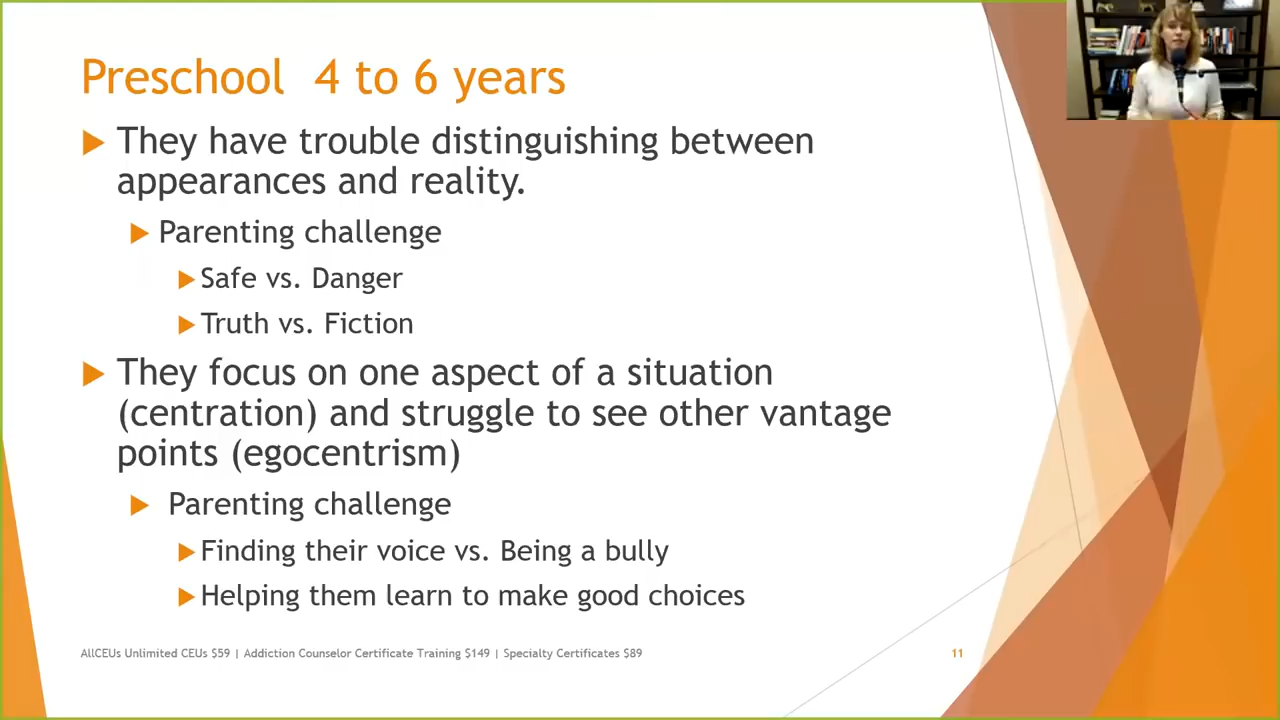 Preschool 4 to 6 years
They have trouble distinguishing between
appearances and reality.
Parenting challenge
Safe vs. Danger
Truth vs. Fiction
They focus on one aspect of a situation
(centration) and struggle to see other vantage
points (egocentrism)
Parenting challenge
Finding their voice vs. Being a bully
Helping them learn to make good choices
AllCEUs Unlimited CEUs $59 | Addiction Counselor Certificate Training $149 | Specialty Certificates $89
11